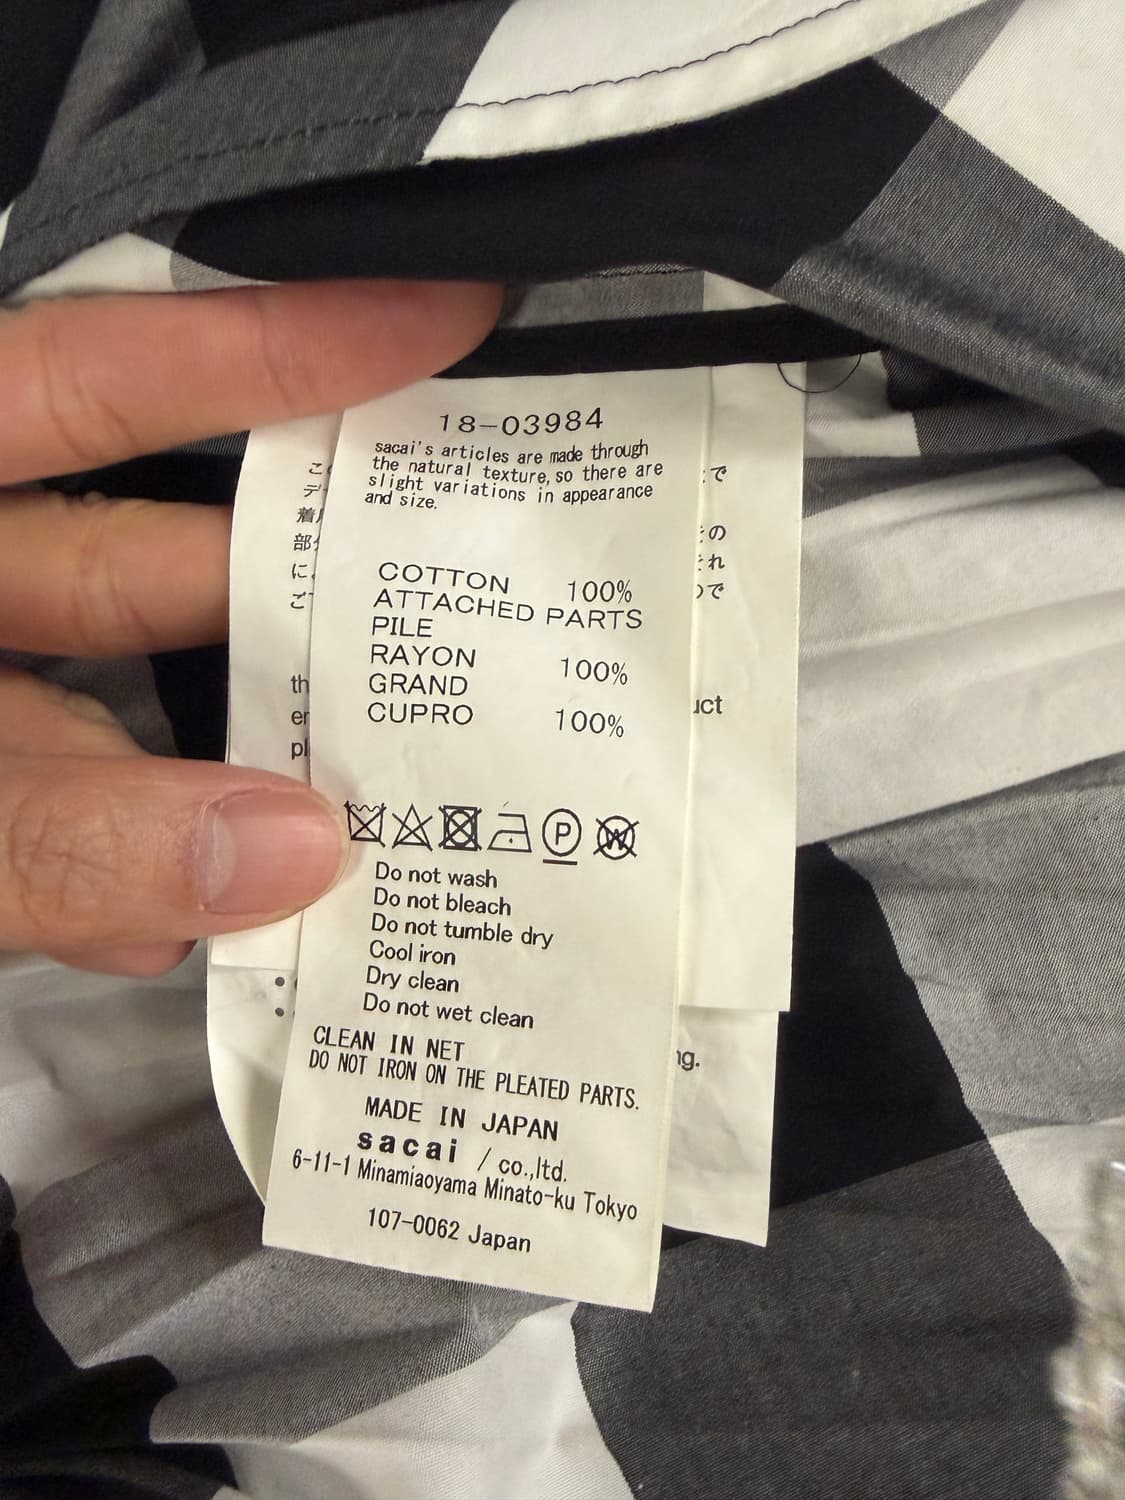 18-03984
sacai's articles are made through
the natural texture, so there are
slight variations in appearance
and size.
COTTON 100%
ATTACHED PARTS
PILE
RAYON 100%
GRAND
CUPRO 100%
P
W
Do not wash
Do not bleach
Do not tumble dry
Cool iron
Dry clean
Do not wet clean
CLEAN IN NET
DO NOT IRON ON THE PLEATED PARTS.
MADE IN JAPAN
sacai / co.,ltd.
6-11-1 Minamiaoyama Minato-ku Tokyo
107-0062 Japan